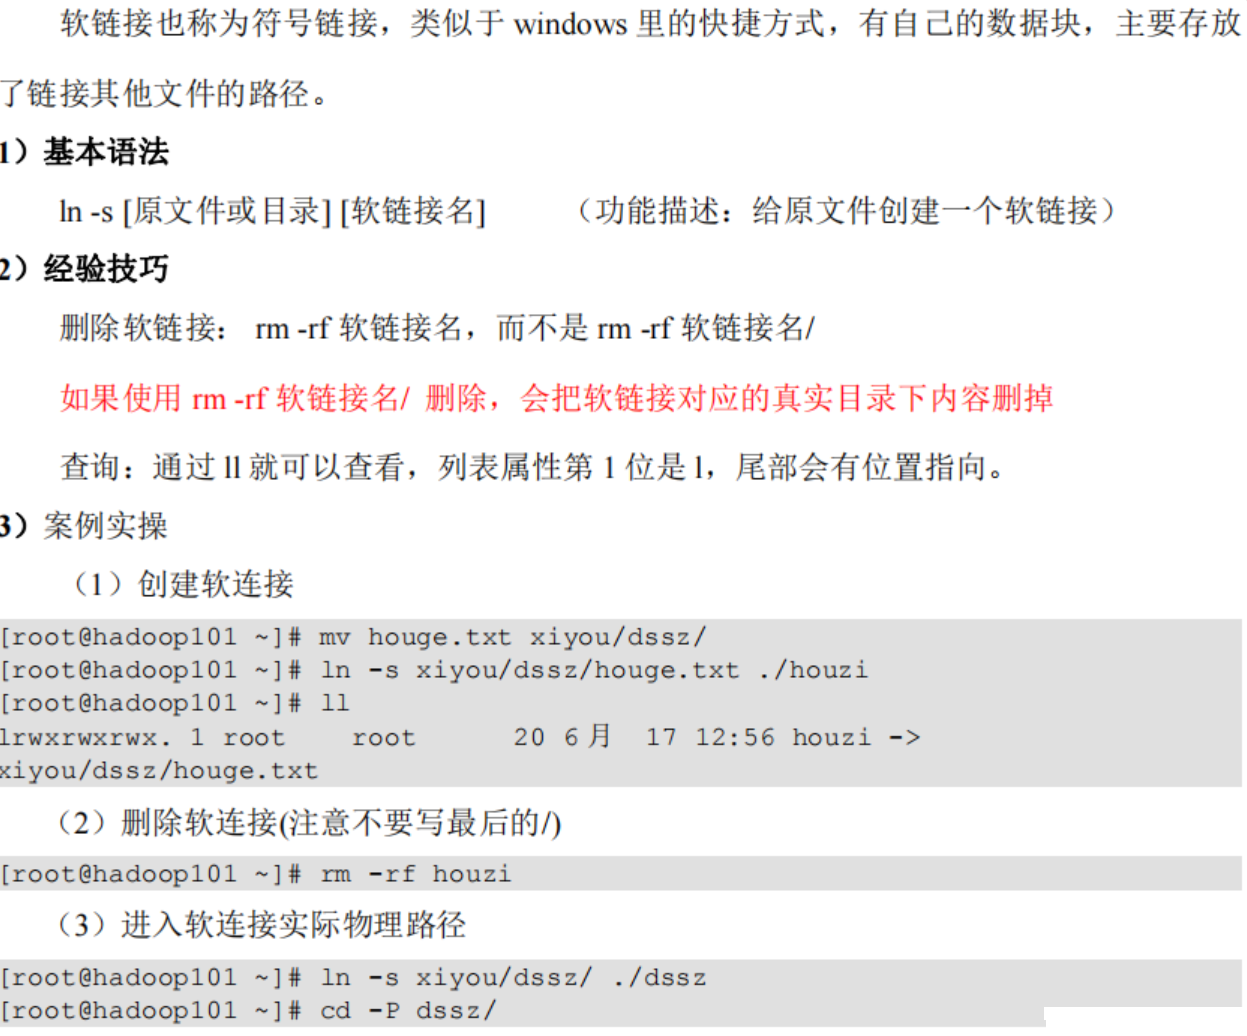 软链接也称为符号链接，类似于 windows 里的快捷方式，有自己的数据块，主要存放
了链接其他文件的路径。
1）基本语法
ln -s [原文件或目录] [软链接名] （功能描述：给原文件创建一个软链接）
2）经验技巧
删除软链接： rm -rf 软链接名，而不是 rm -rf 软链接名/
如果使用 rm -rf 软链接名/ 删除，会把软链接对应的真实目录下内容删掉
查询：通过 ll 就可以查看，列表属性第 1 位是 l，尾部会有位置指向。
3）案例实操
（1）创建软连接
[root@hadoop101 ~]# mv houge.txt xiyou/dssz/
[root@hadoop101 ~]# ln -s xiyou/dssz/houge.txt ./houzi
[root@hadoop101 ~]# ll
lrwxrwxrwx. 1 root root 20 6月 17 12:56 houzi ->
xiyou/dssz/houge.txt
（2）删除软连接(注意不要写最后的/)
[root@hadoop101 ~]# rm -rf houzi
（3）进入软连接实际物理路径
[root@hadoop101 ~]# ln -s xiyou/dssz/ ./dssz
[root@hadoop101 ~]# cd -P dssz/